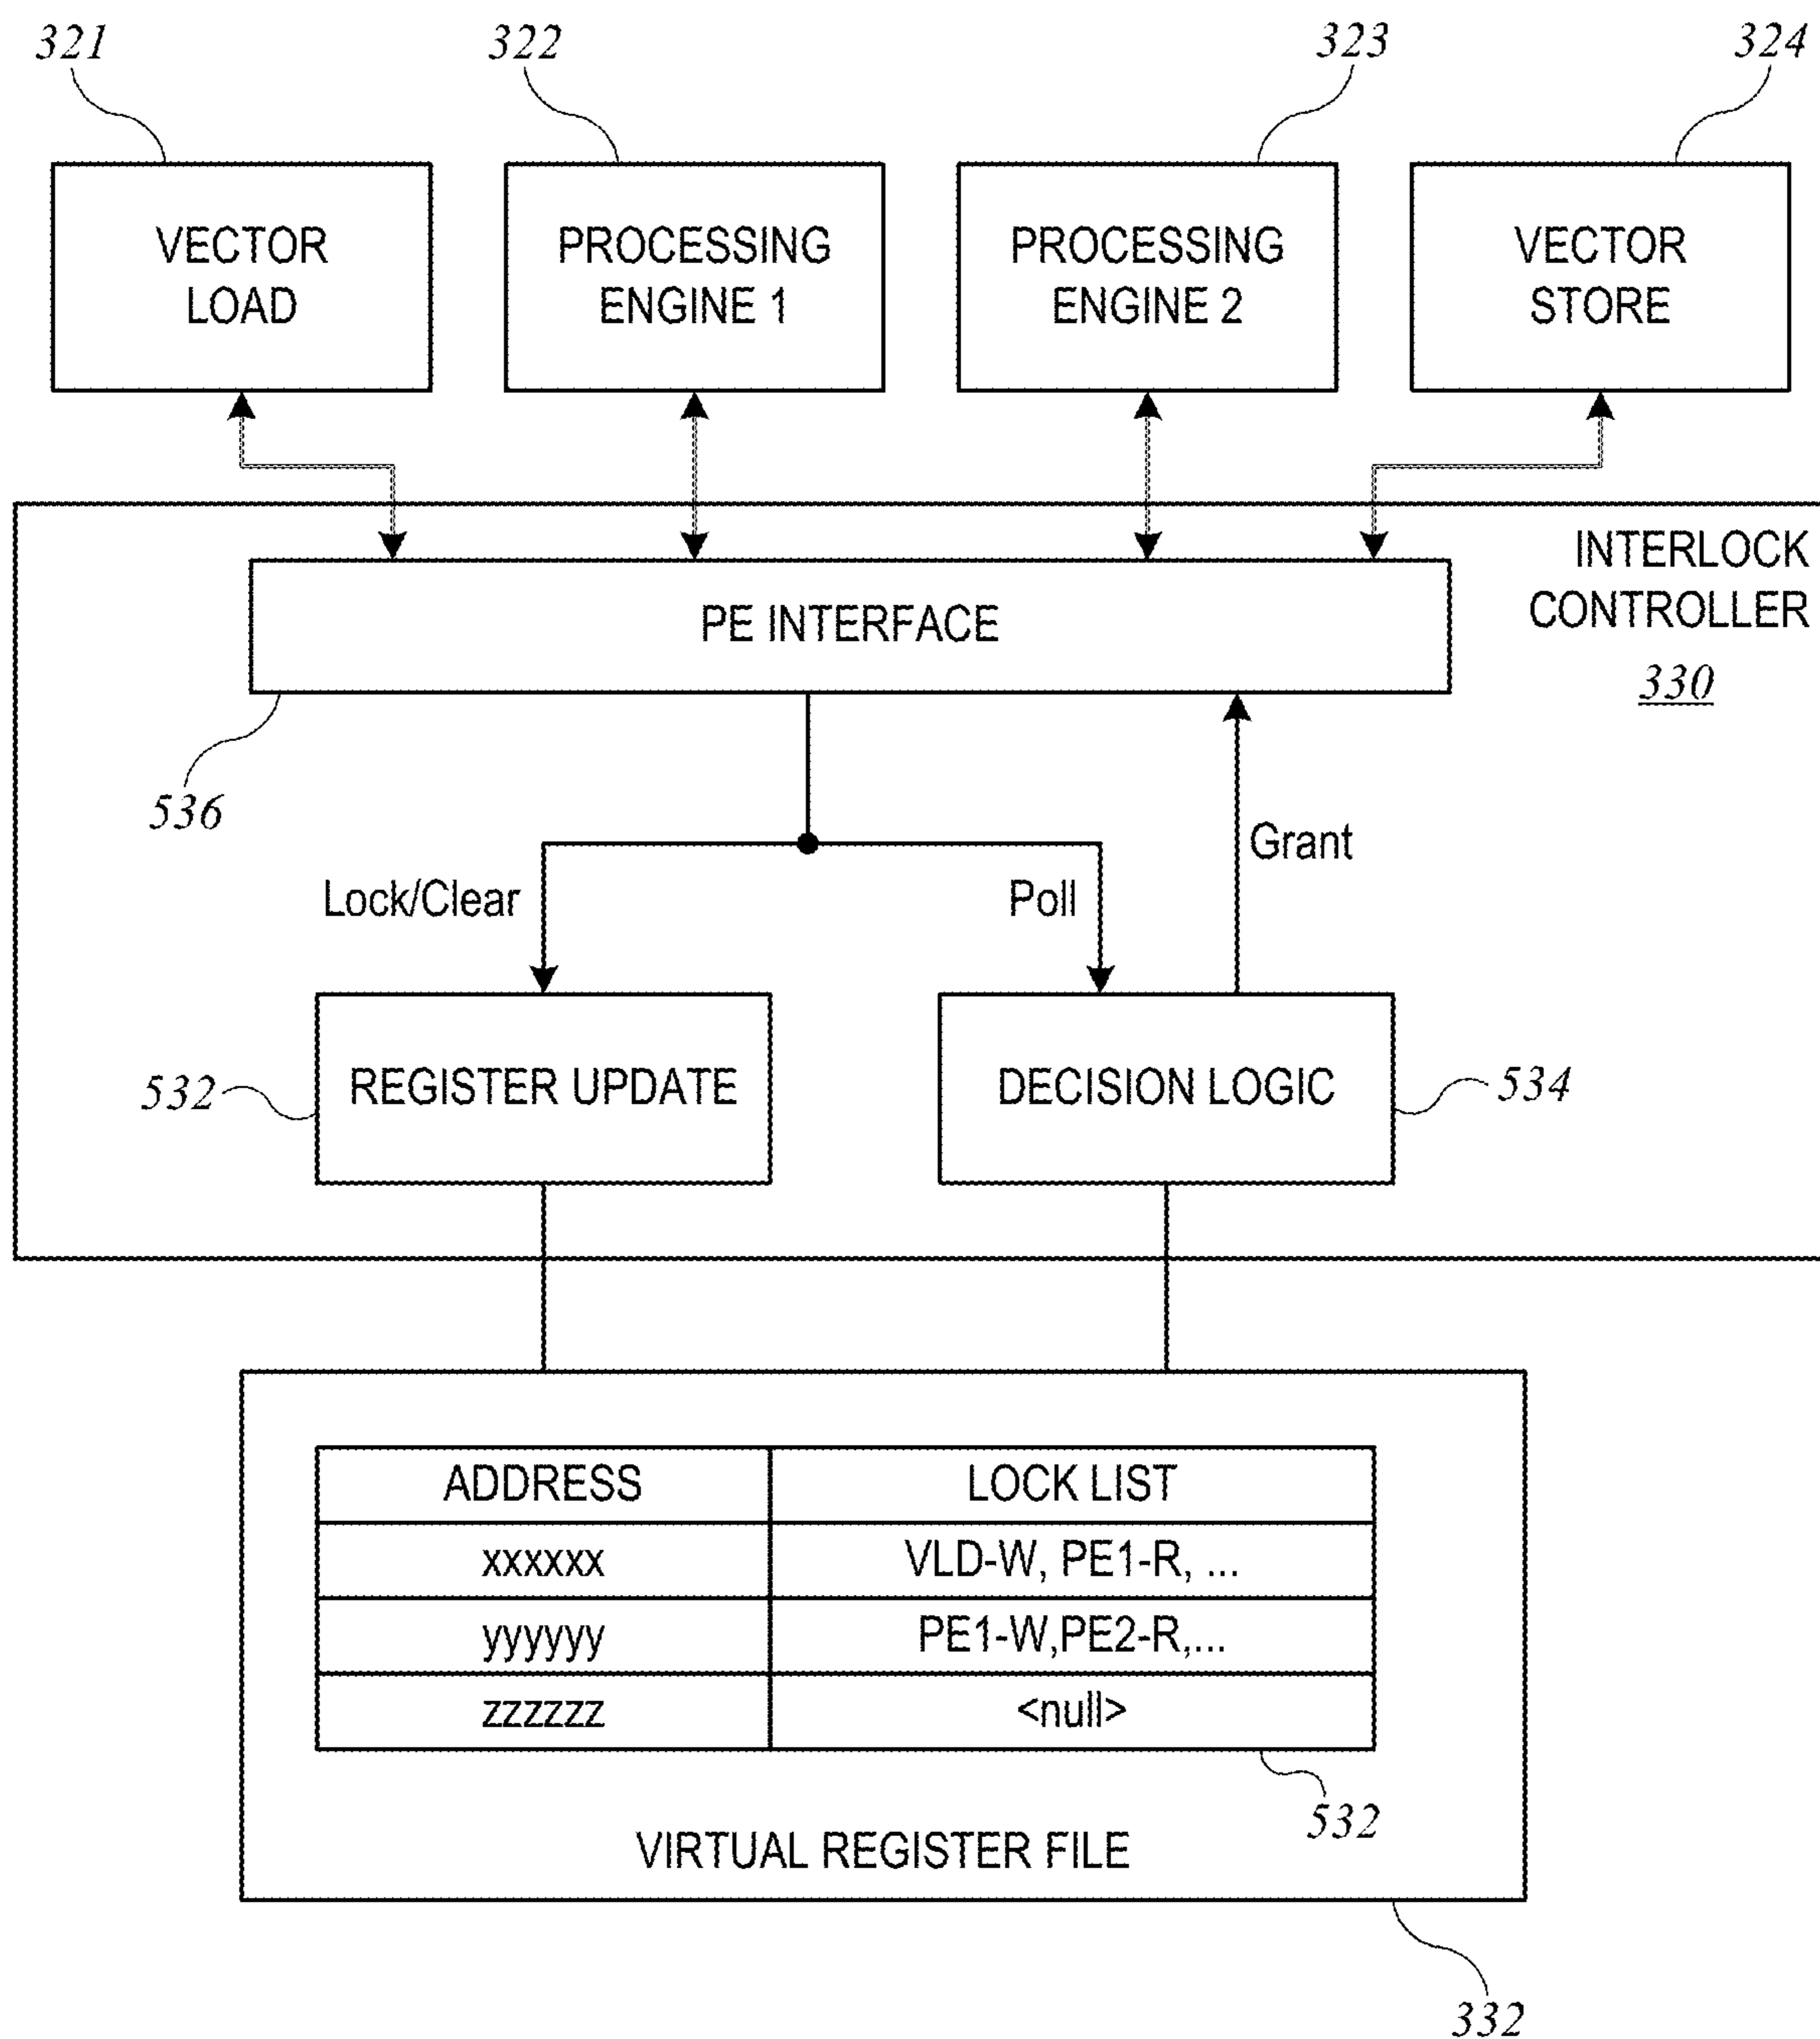 321
322
323
324
VECTOR
LOAD
PROCESSING
ENGINE 1
PROCESSING
ENGINE 2
VECTOR
STORE
INTERLOCK
CONTROLLER
330
PE INTERFACE
536
Lock/Clear
Poll
Grant
REGISTER UPDATE
532
DECISION LOGIC
534
ADDRESS
LOCK LIST
xxxxxx
VLD-W, PE1-R, ...
yyyyyy
PE1-W,PE2-R,...
zzzzzz
<null>
532
VIRTUAL REGISTER FILE
332